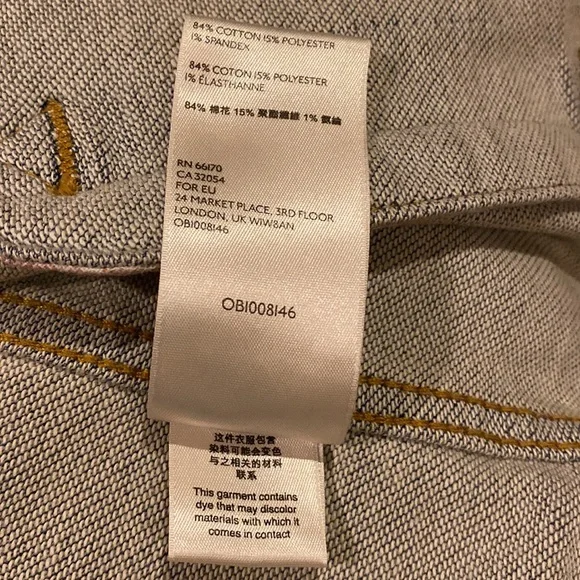 84% COTTON 15% POLYESTER
1% SPANDEX
84% COTON 15% POLYESTER
1% ÉLASTHANNE
84% 棉花 15% 聚脂纖維 1% 氨綸
RN 66170
CA 32054
FOR EU
24 MARKET PLACE, 3RD FLOOR
LONDON, UK W1W8AN
OB1008146
OB1008146
这件衣服包含
染料可能会变色
与之相关的材料
联系
This garment contains
dye that may discolor
materials with which it
comes in contact